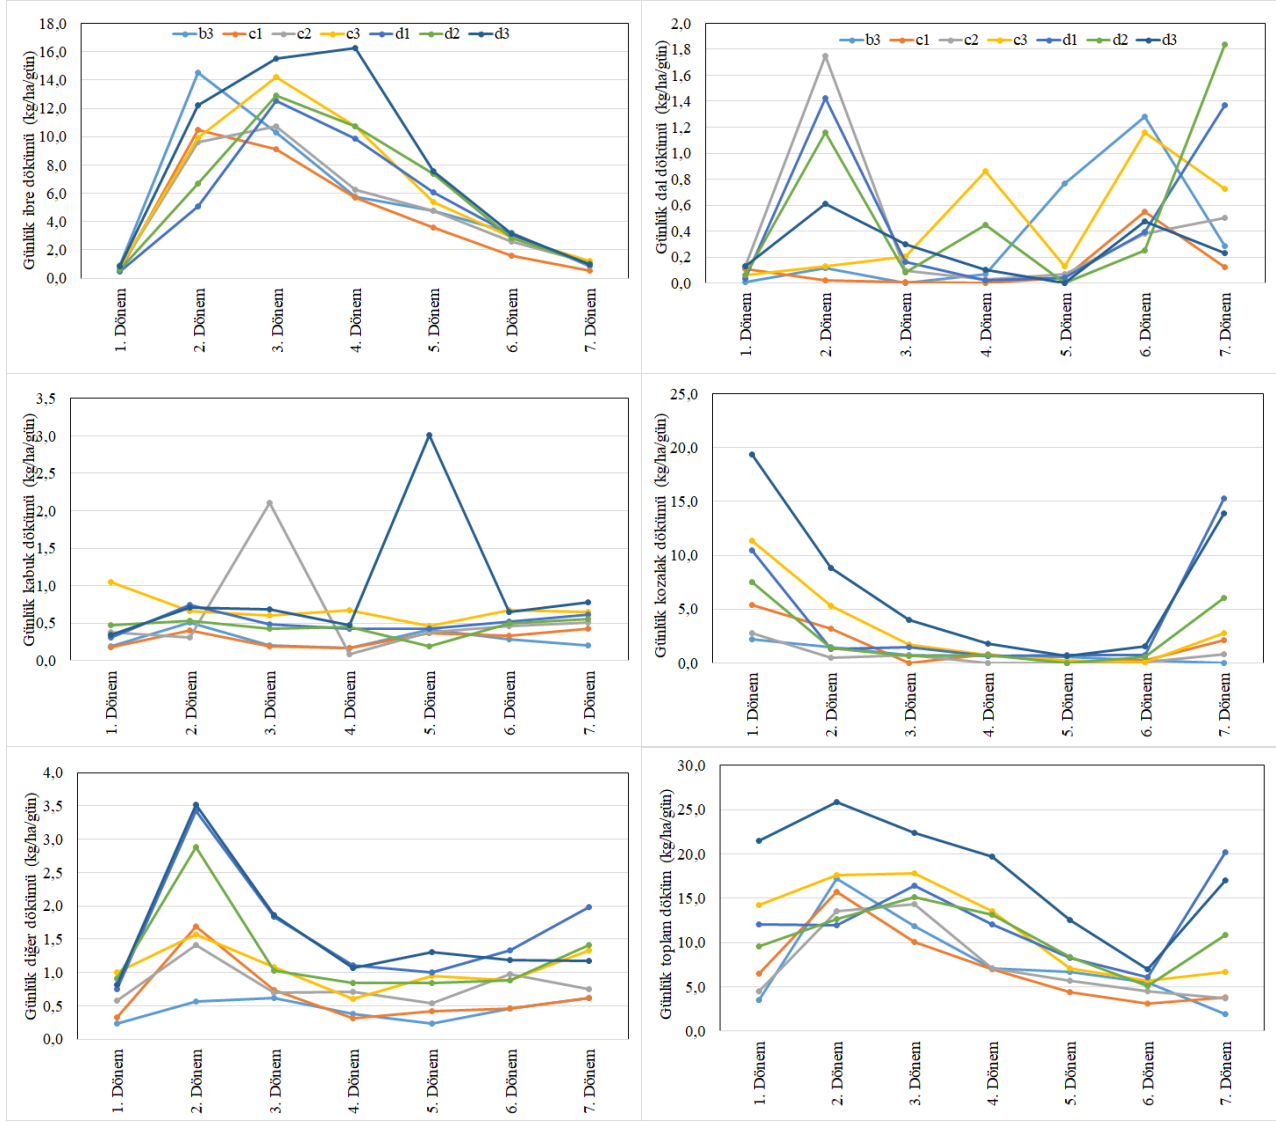 Günlük ibre dökümü (kg/ha/gün)
18,0
16,0
14,0
12,0
10,0
8,0
6,0
4,0
2,0
0,0
b3 c1 c2 c3 d1 d2 d3
1. Dönem
2. Dönem
3. Dönem
4. Dönem
5. Dönem
6. Dönem
7. Dönem
Günlük dal dökümü (kg/ha/gün)
2,0
1,8
1,6
1,4
1,2
1,0
0,8
0,6
0,4
0,2
0,0
b3 c1 c2 c3 d1 d2 d3
1. Dönem
2. Dönem
3. Dönem
4. Dönem
5. Dönem
6. Dönem
7. Dönem
Günlük kabuk dökümü (kg/ha/gün)
3,5
3,0
2,5
2,0
1,5
1,0
0,5
0,0
1. Dönem
2. Dönem
3. Dönem
4. Dönem
5. Dönem
6. Dönem
7. Dönem
Günlük kozalak dökümü (kg/ha/gün)
25,0
20,0
15,0
10,0
5,0
0,0
1. Dönem
2. Dönem
3. Dönem
4. Dönem
5. Dönem
6. Dönem
7. Dönem
Günlük diğer dökümü (kg/ha/gün)
4,0
3,5
3,0
2,5
2,0
1,5
1,0
0,5
0,0
1. Dönem
2. Dönem
3. Dönem
4. Dönem
5. Dönem
6. Dönem
7. Dönem
Günlük toplam döküm (kg/ha/gün)
30,0
25,0
20,0
15,0
10,0
5,0
0,0
1. Dönem
2. Dönem
3. Dönem
4. Dönem
5. Dönem
6. Dönem
7. Dönem